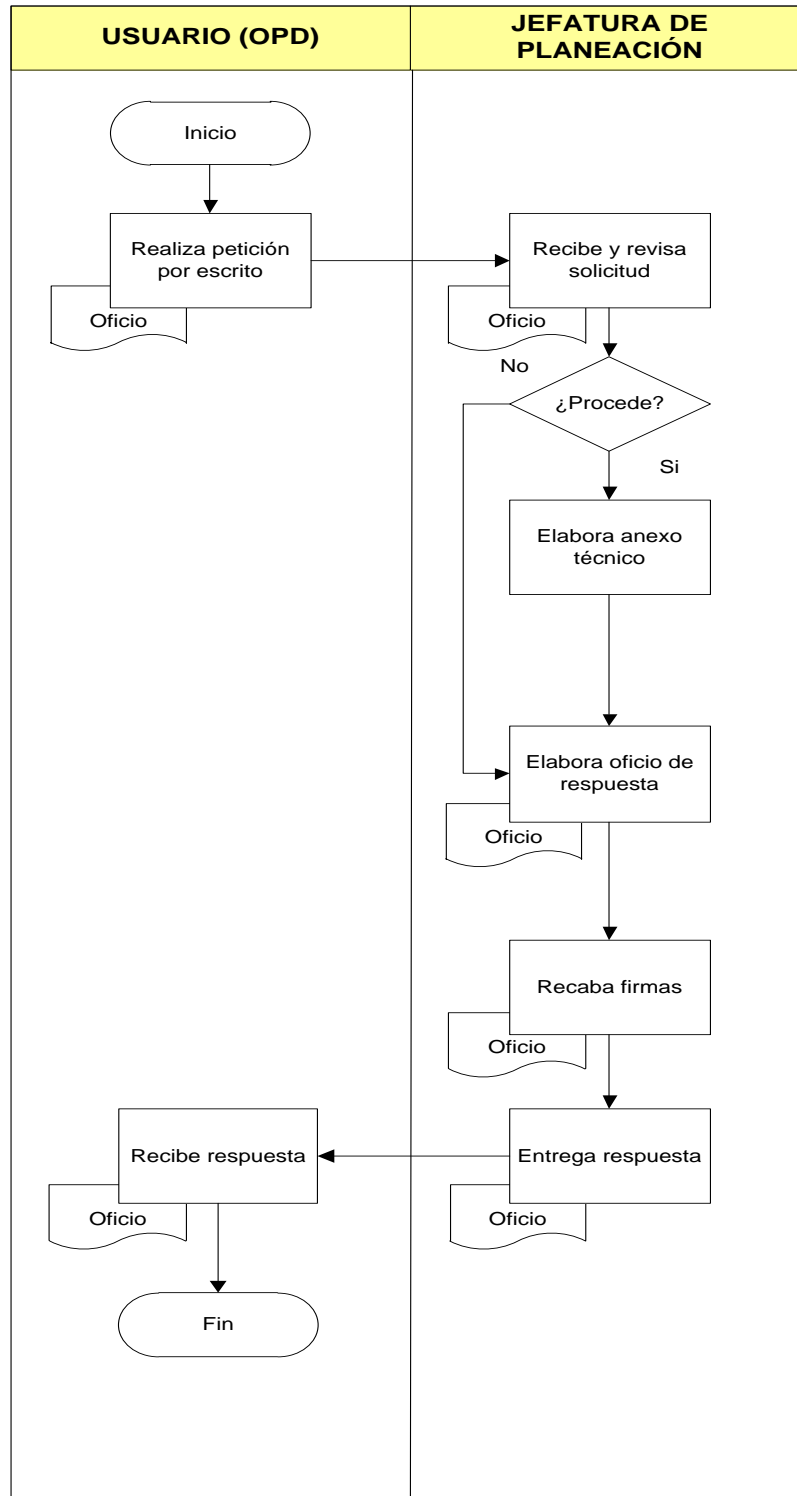 USUARIO (OPD)
JEFATURA DE
PLANEACIÓN
Inicio
Realiza petición
por escrito
Oficio
Recibe y revisa
solicitud
Oficio
No
¿Procede?
Si
Elabora anexo
técnico
Elabora oficio de
respuesta
Oficio
Recaba firmas
Oficio
Entrega respuesta
Oficio
Recibe respuesta
Oficio
Fin